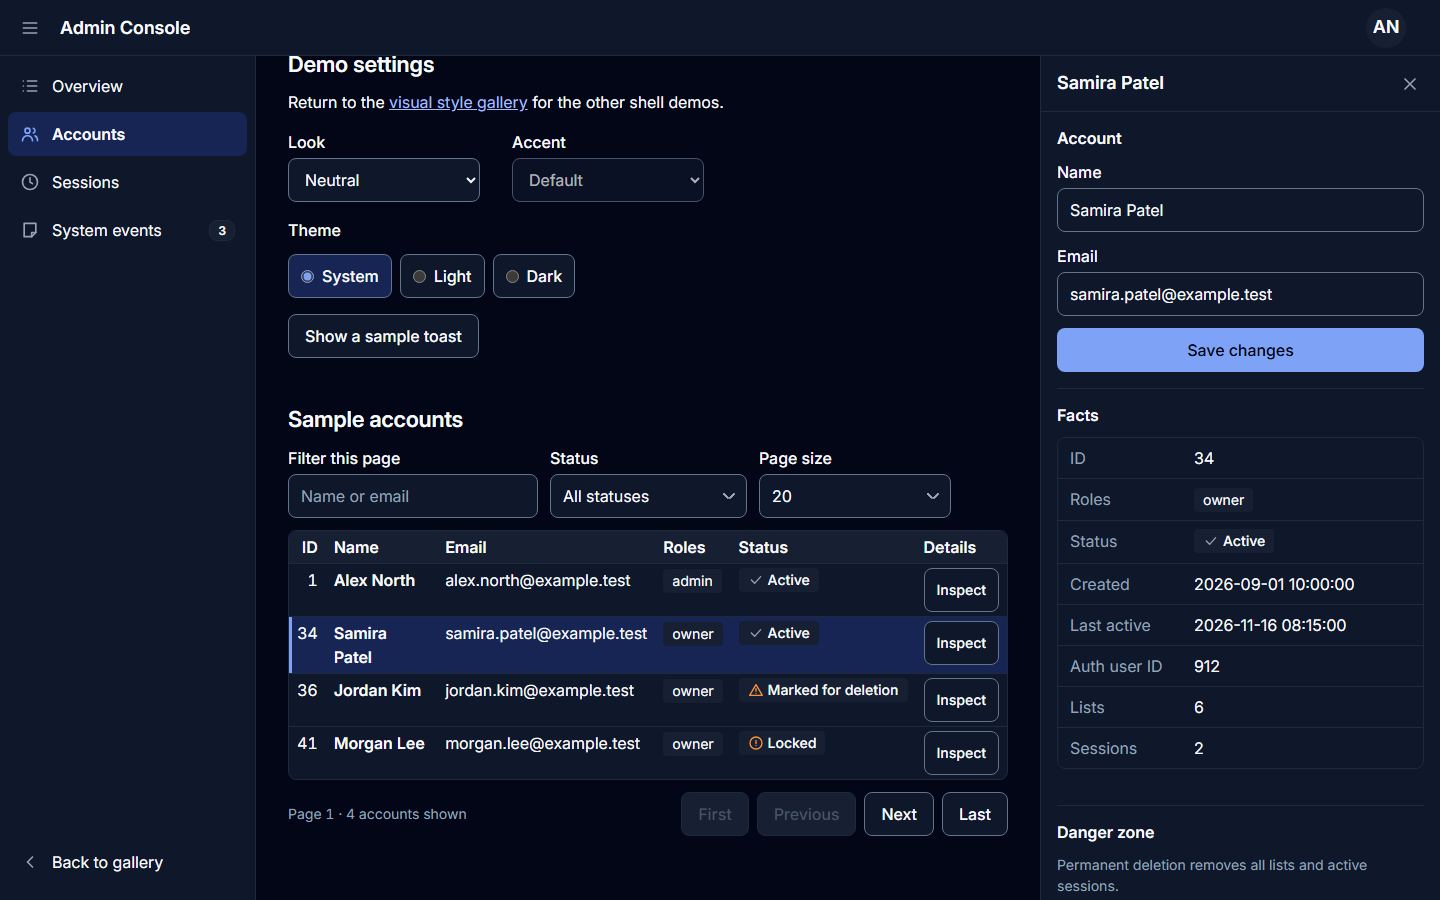 Admin Console
AN
Overview
Accounts
Sessions
System events 3
Back to gallery
Demo settings
Return to the visual style gallery for the other shell demos.
Look Accent
Neutral Default
Theme
System Light Dark
Show a sample toast
Sample accounts
Filter this page Status Page size
Name or email All statuses 20
ID Name Email Roles Status Details
1 Alex North alex.north@example.test admin Active Inspect
34 Samira Patel samira.patel@example.test owner Active Inspect
36 Jordan Kim jordan.kim@example.test owner Marked for deletion Inspect
41 Morgan Lee morgan.lee@example.test owner Locked Inspect
Page 1 · 4 accounts shown First Previous Next Last
Samira Patel
Account
Name
Samira Patel
Email
samira.patel@example.test
Save changes
Facts
ID 34
Roles owner
Status Active
Created 2026-09-01 10:00:00
Last active 2026-11-16 08:15:00
Auth user ID 912
Lists 6
Sessions 2
Danger zone
Permanent deletion removes all lists and active
sessions.